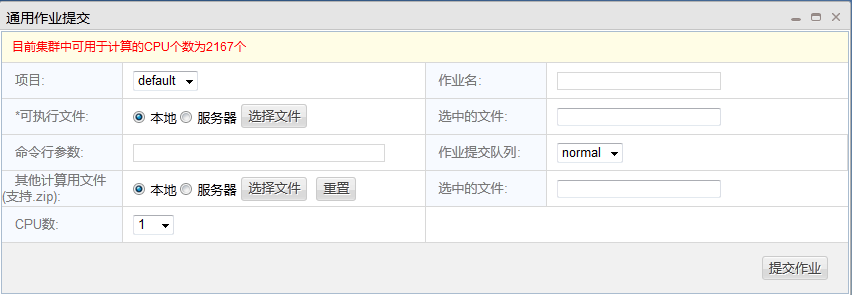 通用作业提交
目前集群中可用于计算的CPU个数为2167个
项目: default 作业名:
*可执行文件: 本地 服务器 选择文件 选中的文件:
命令行参数: 作业提交队列: normal
其他计算用文件
(支持.zip): 本地 服务器 选择文件 重置 选中的文件:
CPU数: 1
提交作业